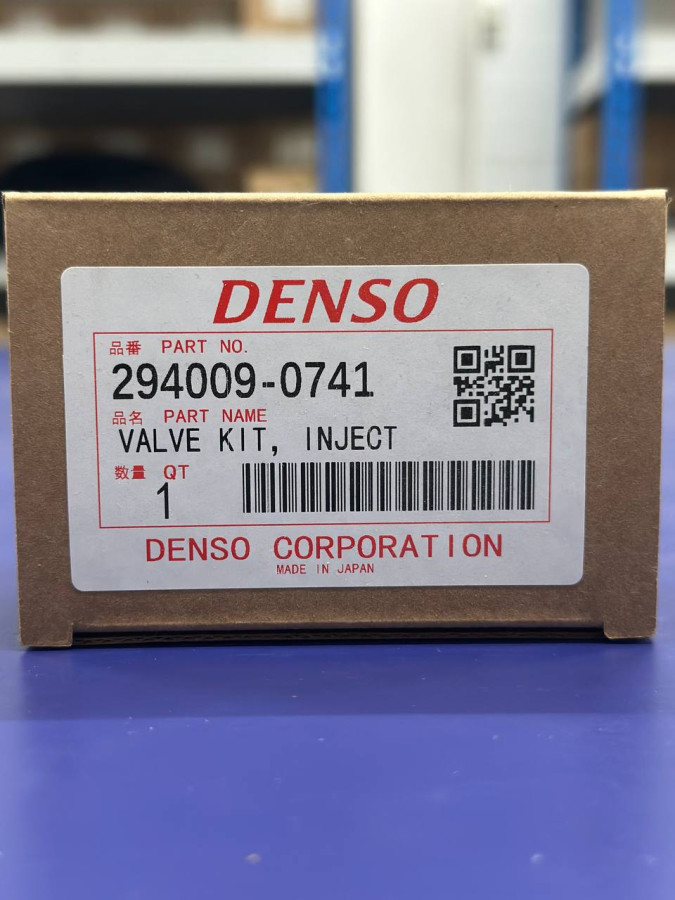 DENSO
品番 PART NO.
294009-0741
品名 PART NAME
VALVE KIT, INJECT
数量 QT
1
DENSO CORPORATION
MADE IN JAPAN